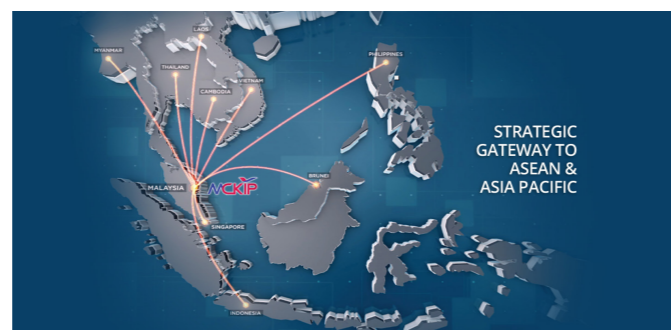 LAOS
MYANMAR
PHILIPPINES
THAILAND
VIETNAM
CAMBODIA
STRATEGIC
GATEWAY TO
ASEAN &
ASIA PACIFIC
BRUNEI
MALAYSIA
MCKIP
SINGAPORE
INDONESIA